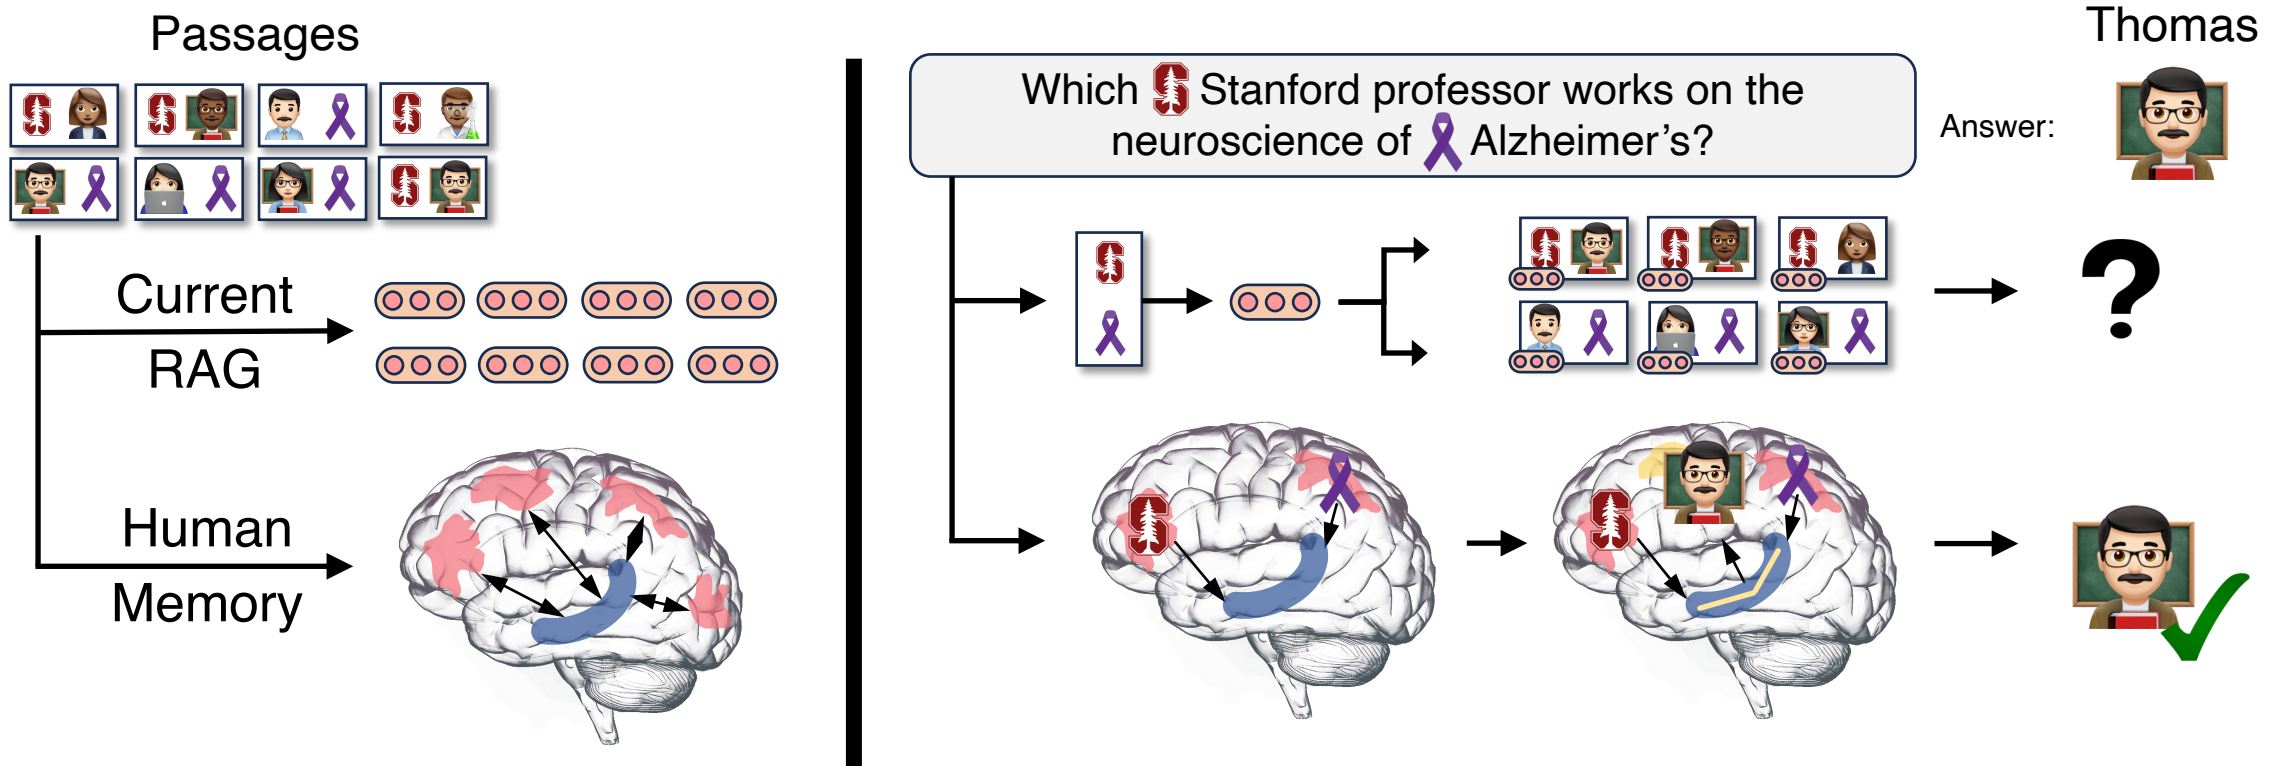 Passages
Current
RAG
Human
Memory
Which S Stanford professor works on the
neuroscience of Alzheimer's?
Answer:
Thomas
?